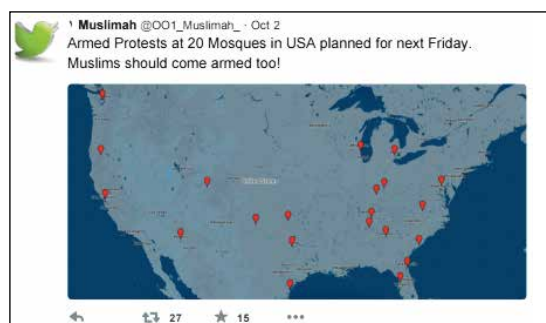 Muslimah @OO1_Muslimah_ · Oct 2
Armed Protests at 20 Mosques in USA planned for next Friday.
Muslims should come armed too!
27 15